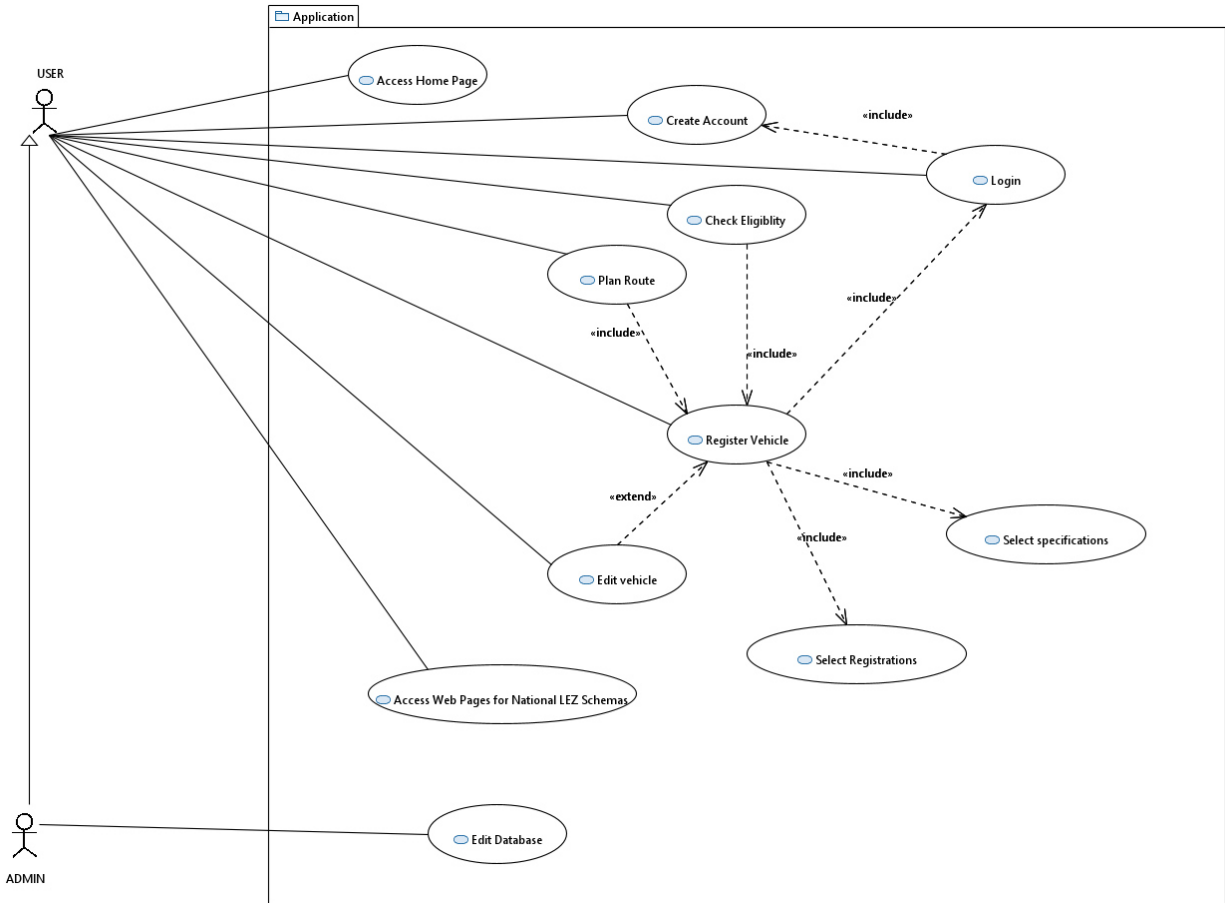 Application
USER
Access Home Page
Create Account
«include»
Login
Check Eligiblity
Plan Route
«include»
«include»
«include»
Register Vehicle
«extend»
«include»
«include»
Select specifications
Edit vehicle
Select Registrations
Access Web Pages for National LEZ Schemas
Edit Database
ADMIN